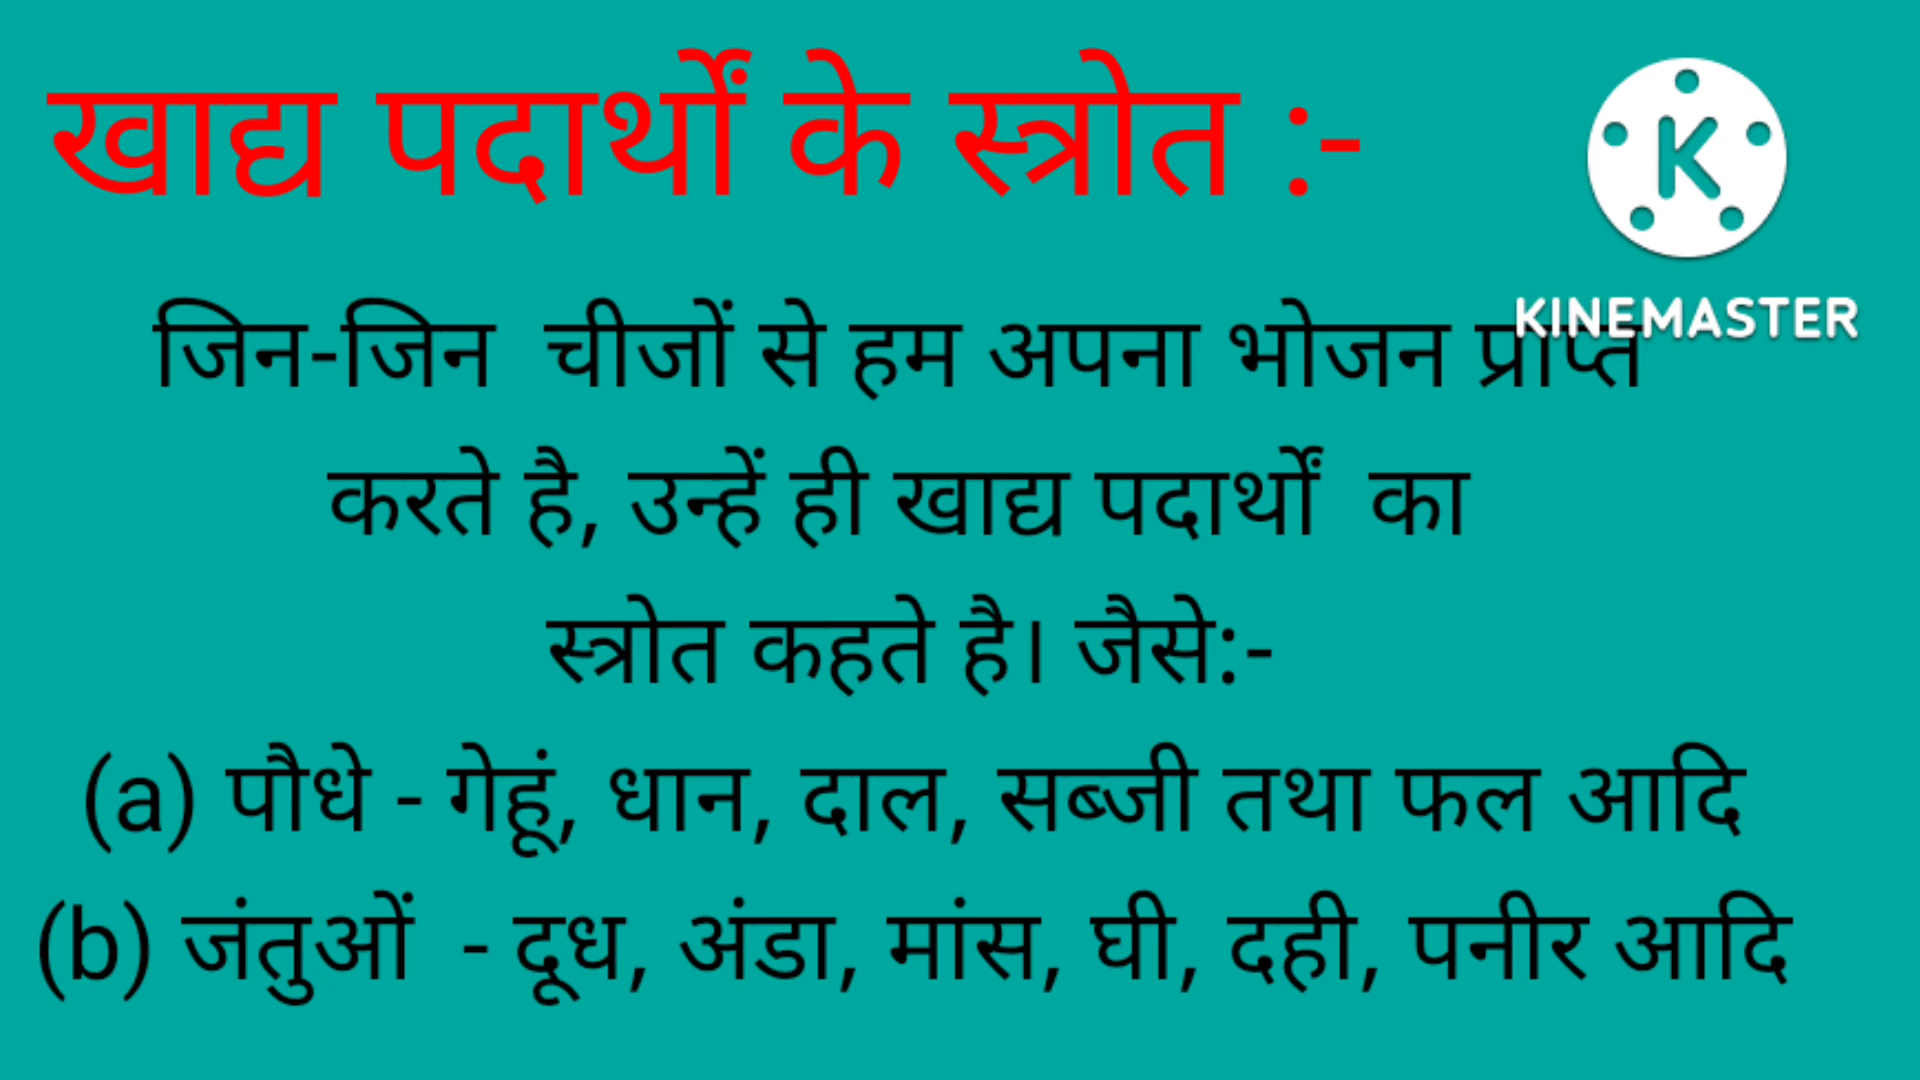 खाद्य पदार्थों के स्त्रोत :-
K
KINEMASTER
जिन-जिन चीजों से हम अपना भोजन प्राप्त
करते है, उन्हें ही खाद्य पदार्थों का
स्त्रोत कहते है। जैसे:-
(a) पौधे - गेहूं, धान, दाल, सब्जी तथा फल आदि
(b) जंतुओं - दूध, अंडा, मांस, घी, दही, पनीर आदि